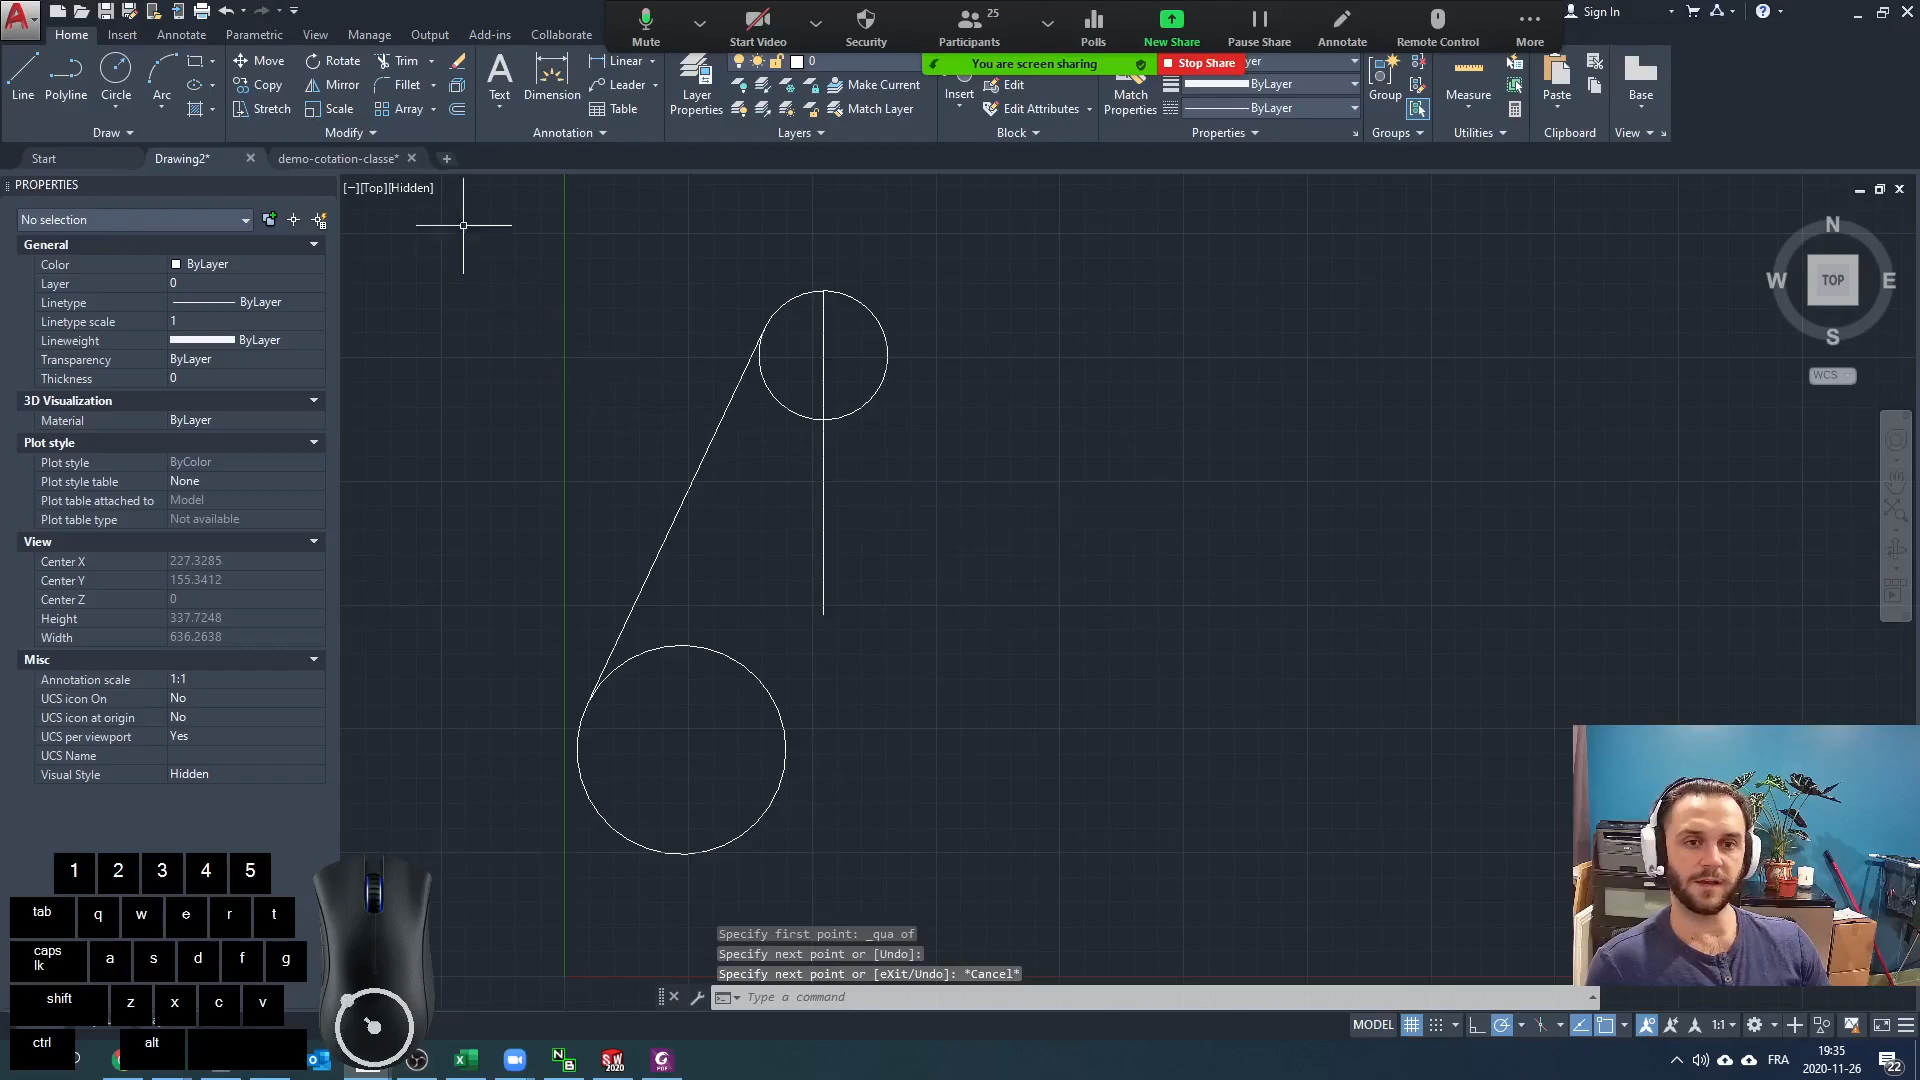 Mute
Start Video
Security
Participants
25
Polls
New Share
Pause Share
Annotate
Remote Control
More
Sign In
You are screen sharing
Stop Share
Home
Insert
Annotate
Parametric
View
Manage
Output
Add-ins
Collaborate
Line
Polyline
Circle
Arc
Draw
Move
Rotate
Trim
Copy
Mirror
Fillet
Stretch
Scale
Array
Modify
Text
Dimension
Linear
Leader
Table
Annotation
Layer Properties
0
Make Current
Match Layer
Layers
Insert
Edit
Edit Attributes
Block
Match Properties
ByLayer
ByLayer
Properties
Group
Groups
Measure
Utilities
Paste
Clipboard
Base
View
Start
Drawing2*
demo-cotation-classe*
PROPERTIES
No selection
General
Color ByLayer
Layer 0
Linetype ByLayer
Linetype scale 1
Lineweight ByLayer
Transparency ByLayer
Thickness 0
3D Visualization
Material ByLayer
Plot style
Plot style ByColor
Plot style table None
Plot table attached to Model
Plot table type Not available
View
Center X 227.3285
Center Y 155.3412
Center Z 0
Height 337.7248
Width 636.2638
Misc
Annotation scale 1:1
UCS icon On No
UCS icon at origin No
UCS per viewport Yes
UCS Name
Visual Style Hidden
[−][Top][Hidden]
N
W
TOP
E
S
WCS
1 2 3 4 5
tab q w e r t
caps lk a s d f g
shift z x c v
ctrl alt
Specify first point: _qua of
Specify next point or [Undo]:
Specify next point or [eXit/Undo]: *Cancel*
Type a command
MODEL
1:1
FRA
19:35
2020-11-26
22